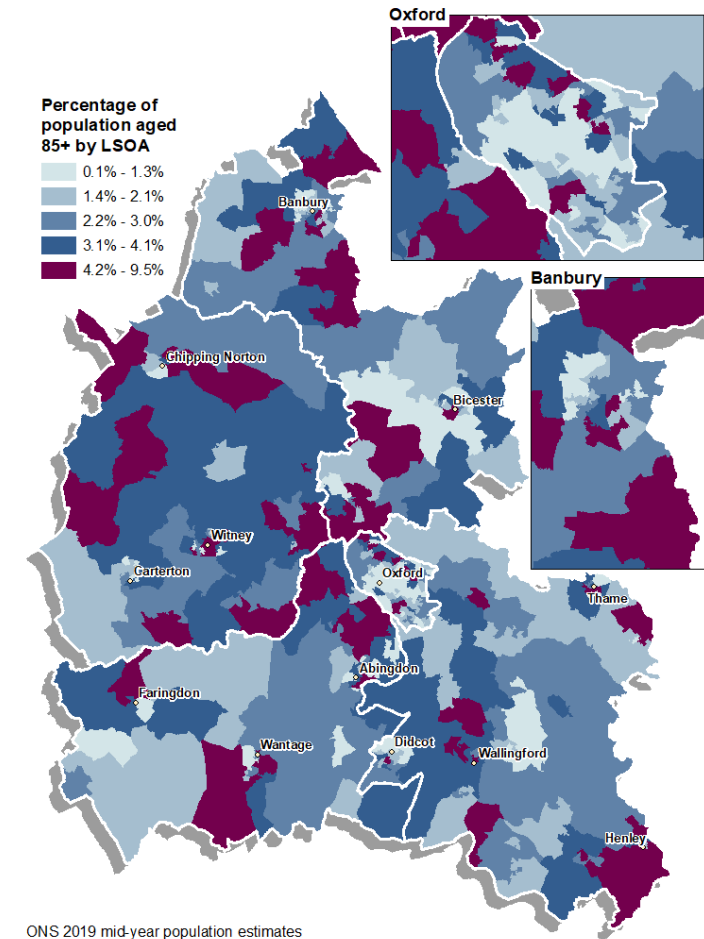 Oxford
Percentage of
population aged
85+ by LSOA
0.1% - 1.3%
1.4% - 2.1%
2.2% - 3.0%
3.1% - 4.1%
4.2% - 9.5%
Banbury
Banbury
Chipping Norton
Bicester
Witney
Carterton
Oxford
Thame
Abingdon
Faringdon
Wantage
Didcot
Wallingford
Henley
ONS 2019 mid-year population estimates